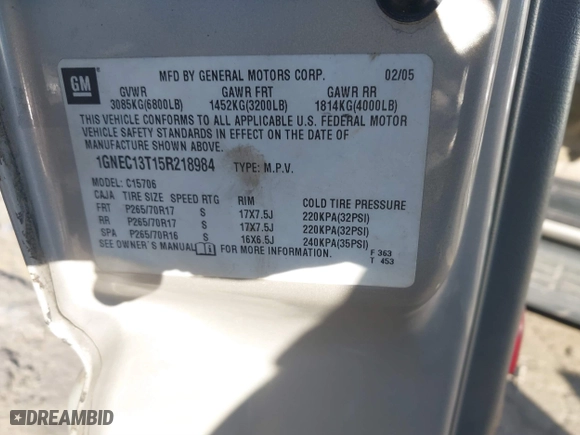 GM
MFD BY GENERAL MOTORS CORP. 02/05
GVWR GAWR FRT GAWR RR
3085KG(6800LB) 1452KG(3200LB) 1814KG(4000LB)
THIS VEHICLE CONFORMS TO ALL APPLICABLE U.S. FEDERAL MOTOR
VEHICLE SAFETY STANDARDS IN EFFECT ON THE DATE OF
MANUFACTURE SHOWN ABOVE.
1GNEC13T15R218984 TYPE: M.P.V.
MODEL: C15706
CAJA TIRE SIZE SPEED RTG RIM COLD TIRE PRESSURE
FRT P265/70R17 S 17X7.5J 220KPA(32PSI)
RR P265/70R17 S 17X7.5J 220KPA(32PSI)
SPA P265/70R16 S 16X6.5J 240KPA(35PSI)
SEE OWNER'S MANUAL FOR MORE INFORMATION. F 363
T 453
DREAMBID